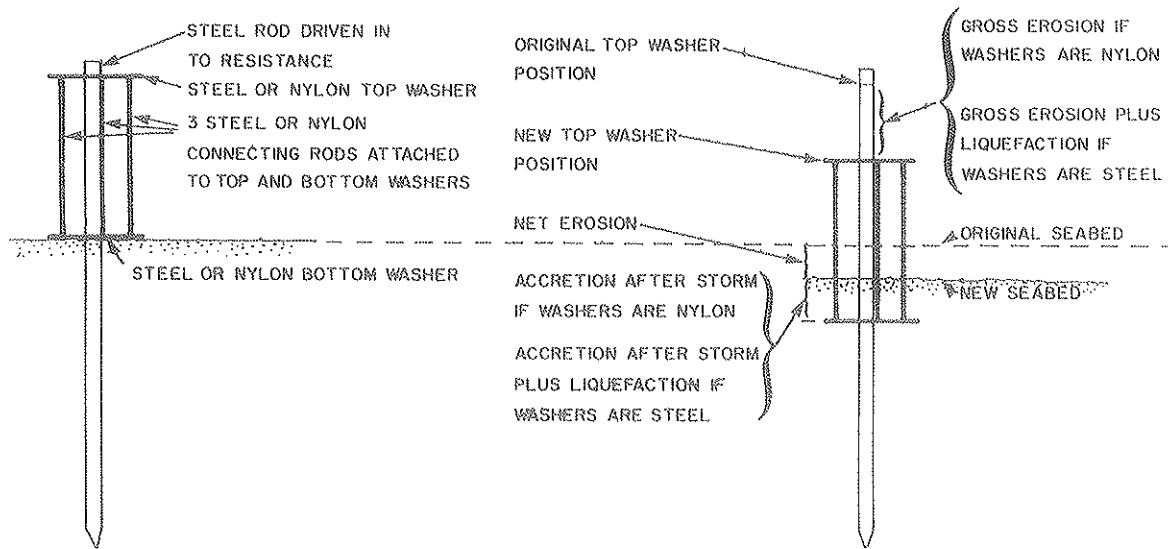 STEEL ROD DRIVEN IN
TO RESISTANCE
STEEL OR NYLON TOP WASHER
3 STEEL OR NYLON
CONNECTING RODS ATTACHED
TO TOP AND BOTTOM WASHERS
STEEL OR NYLON BOTTOM WASHER
ORIGINAL TOP WASHER
POSITION
NEW TOP WASHER
POSITION
NET EROSION
ACCRETION AFTER STORM
IF WASHERS ARE NYLON
ACCRETION AFTER STORM
PLUS LIQUEFACTION IF
WASHERS ARE STEEL
GROSS EROSION IF
WASHERS ARE NYLON
GROSS EROSION PLUS
LIQUEFACTION IF
WASHERS ARE STEEL
ORIGINAL SEABED
NEW SEABED